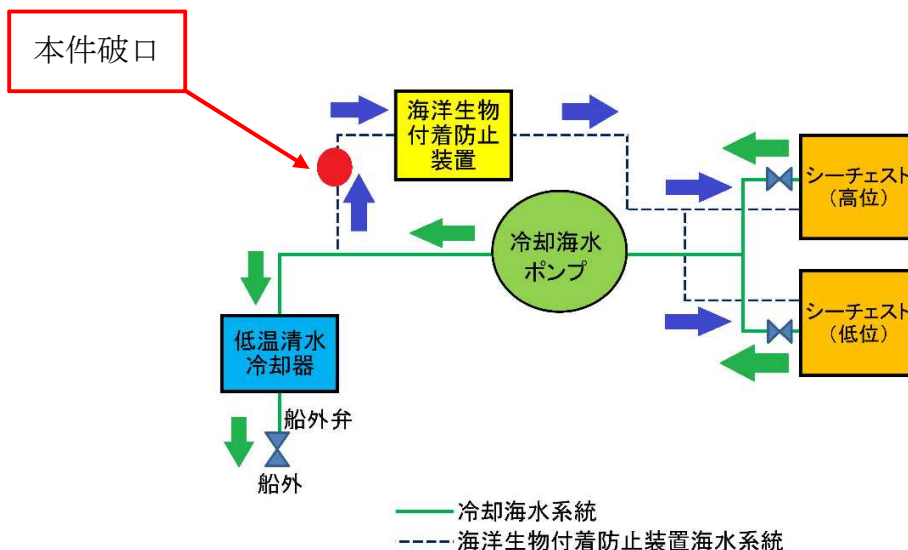 本件破口
海洋生物
付着防止
装置
シーチェスト
(高位)
冷却海水
ポンプ
シーチェスト
(低位)
低温清水
冷却器
船外弁
船外
冷却海水系統
海洋生物付着防止装置海水系統